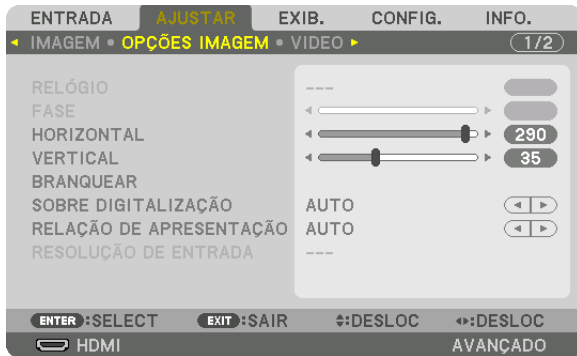 ENTRADA AJUSTAR EXIB. CONFIG. INFO.
IMAGEM • OPÇÕES IMAGEM • VIDEO 1/2
RELÓGIO ---
FASE
HORIZONTAL 290
VERTICAL 35
BRANQUEAR
SOBRE DIGITALIZAÇÃO AUTO
RELAÇÃO DE APRESENTAÇÃO AUTO
RESOLUÇÃO DE ENTRADA ---
ENTER :SELECT EXIT :SAIR :DESLOC :DESLOC
HDMI AVANÇADO